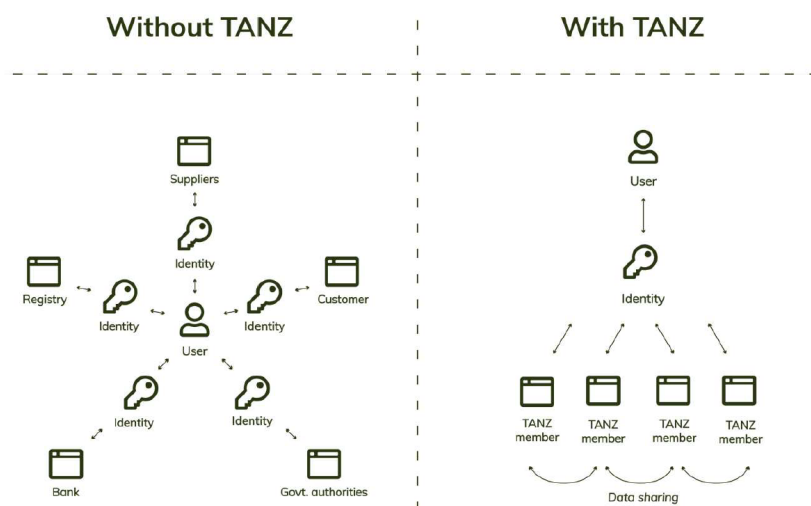 Without TANZ
With TANZ
Suppliers
Identity
Registry
Identity
Identity
Customer
User
Identity
Identity
Bank
Govt. authorities
User
Identity
TANZ
member
TANZ
member
TANZ
member
TANZ
member
Data sharing